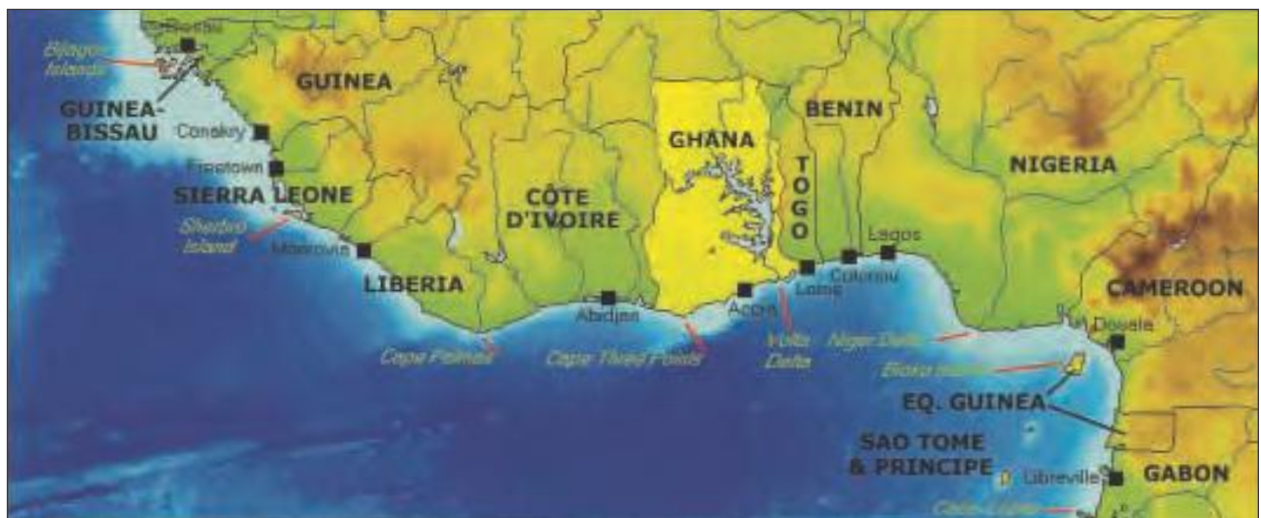 Bissau
Bijagos
Islands
GUINEA
GUINEA-
BISSAU
Conakry
Freetown
SIERRA LEONE
Sherbro
Island
Monrovia
LIBERIA
CÔTE
D'IVOIRE
Abidjan
Cape Palmas
GHANA
Accra
Cape Three Points
TOGO
Lome
Volta
Delta
BENIN
Cotonou
Lagos
NIGERIA
Niger Delta
CAMEROON
Douala
Bioko Island
EQ. GUINEA
SAO TOME
& PRINCIPE
Libreville
GABON